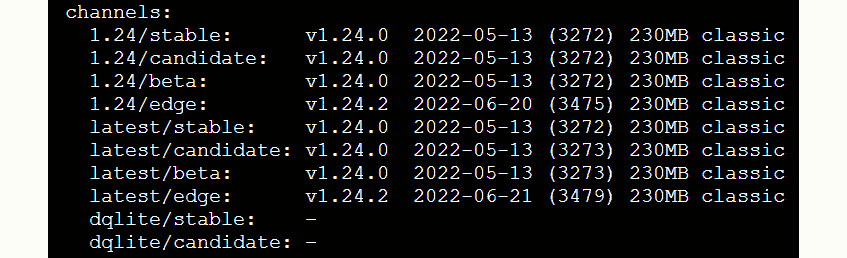 channels:
1.24/stable: v1.24.0 2022-05-13 (3272) 230MB classic
1.24/candidate: v1.24.0 2022-05-13 (3272) 230MB classic
1.24/beta: v1.24.0 2022-05-13 (3272) 230MB classic
1.24/edge: v1.24.2 2022-06-20 (3475) 230MB classic
latest/stable: v1.24.0 2022-05-13 (3272) 230MB classic
latest/candidate: v1.24.0 2022-05-13 (3273) 230MB classic
latest/beta: v1.24.0 2022-05-13 (3273) 230MB classic
latest/edge: v1.24.2 2022-06-21 (3479) 230MB classic
dqlite/stable: –
dqlite/candidate: –